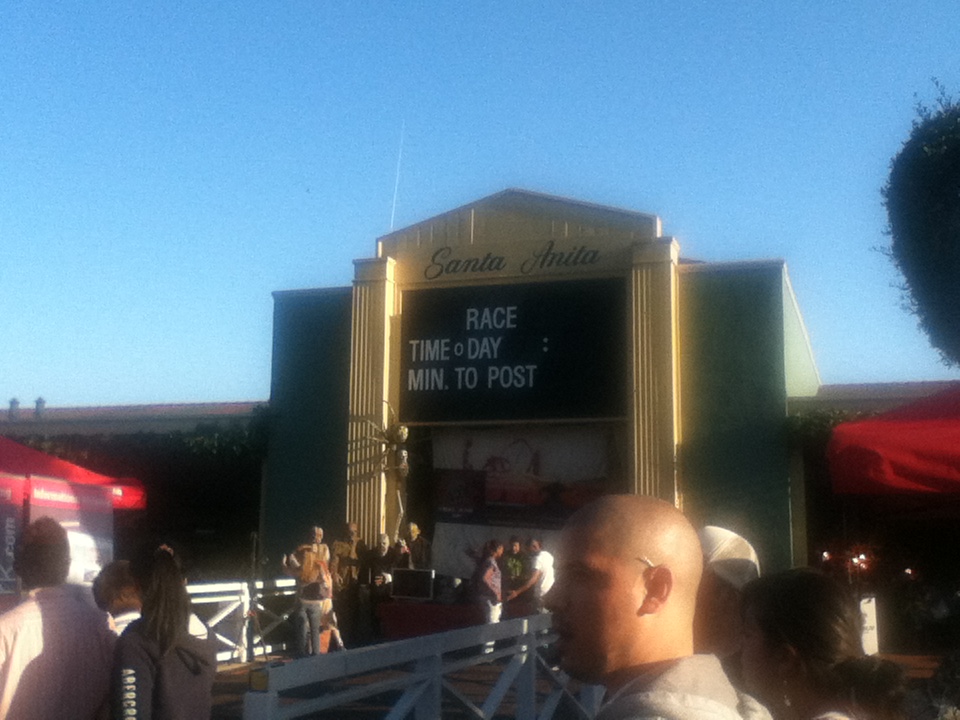 Santa Anita
RACE
TIME o DAY :
MIN. TO POST